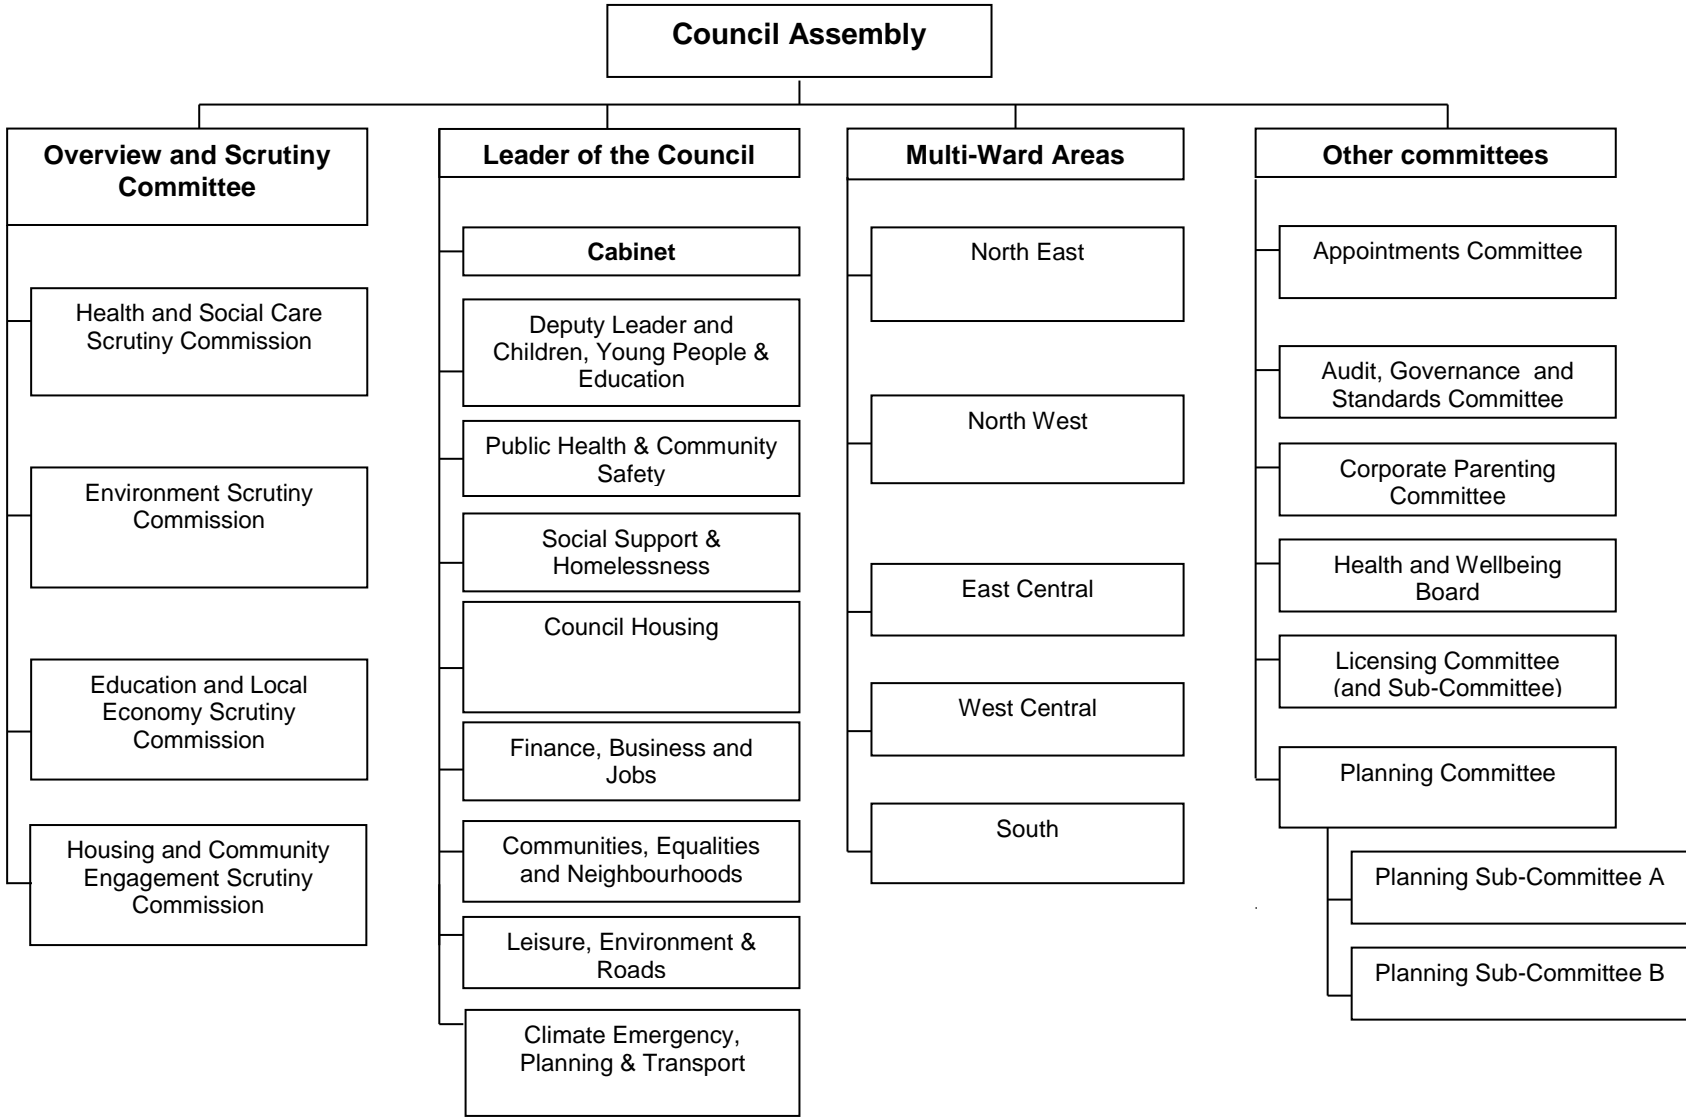 Council Assembly
Overview and Scrutiny
Committee
Health and Social Care
Scrutiny Commission
Environment Scrutiny
Commission
Education and Local
Economy Scrutiny
Commission
Housing and Community
Engagement Scrutiny
Commission
Leader of the Council
Cabinet
Deputy Leader and
Children, Young People &
Education
Public Health & Community
Safety
Social Support &
Homelessness
Council Housing
Finance, Business and
Jobs
Communities, Equalities
and Neighbourhoods
Leisure, Environment &
Roads
Climate Emergency,
Planning & Transport
Multi-Ward Areas
North East
North West
East Central
West Central
South
Other committees
Appointments Committee
Audit, Governance and
Standards Committee
Corporate Parenting
Committee
Health and Wellbeing
Board
Licensing Committee
(and Sub-Committee)
Planning Committee
Planning Sub-Committee A
Planning Sub-Committee B